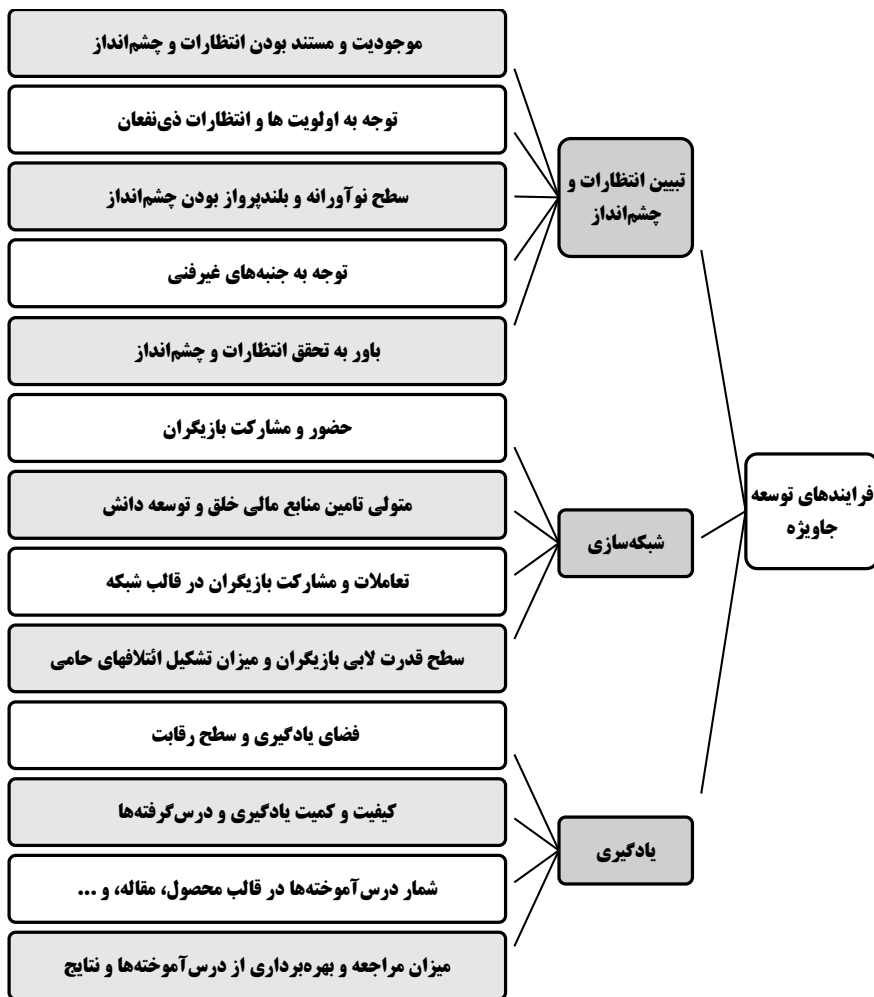 فرایندهای توسعه
جاویژه
تبیین انتظارات و
چشم‌انداز
موجودیت و مستند بودن انتظارات و چشم‌انداز
توجه به اولویت ها و انتظارات ذی‌نفعان
سطح نوآورانه و بلندپرواز بودن چشم‌انداز
توجه به جنبه‌های غیرفنی
باور به تحقق انتظارات و چشم‌انداز
شبکه‌سازی
حضور و مشارکت بازیگران
متولی تامین منابع مالی خلق و توسعه دانش
تعاملات و مشارکت بازیگران در قالب شبکه
سطح قدرت لابی بازیگران و میزان تشکیل ائتلافهای حامی
یادگیری
فضای یادگیری و سطح رقابت
کیفیت و کمیت یادگیری و درس‌گرفته‌ها
شمار درس‌آموخته‌ها در قالب محصول، مقاله، و ...
میزان مراجعه و بهره‌برداری از درس‌آموخته‌ها و نتایج